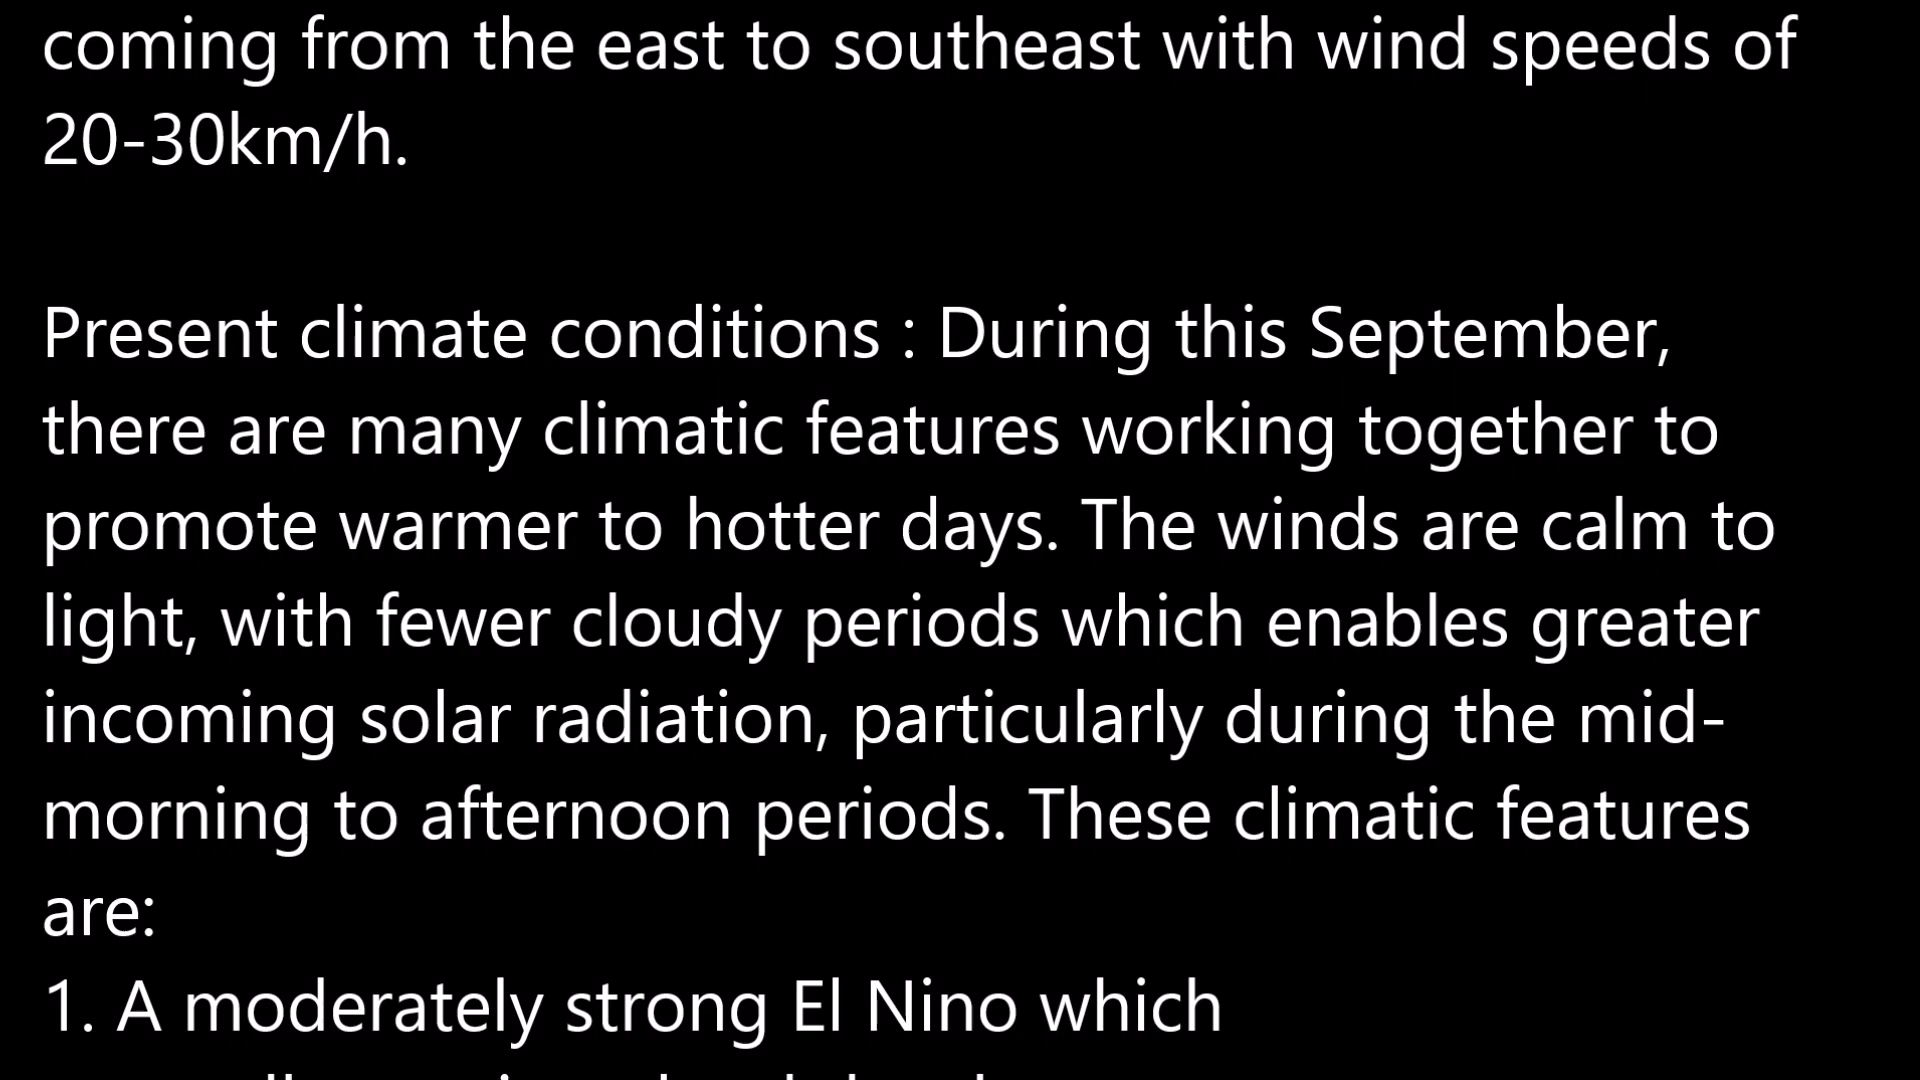 coming from the east to southeast with wind speeds of
20-30km/h.
Present climate conditions : During this September,
there are many climatic features working together to
promote warmer to hotter days. The winds are calm to
light, with fewer cloudy periods which enables greater
incoming solar radiation, particularly during the mid-
morning to afternoon periods. These climatic features
are:
1. A moderately strong El Nino which